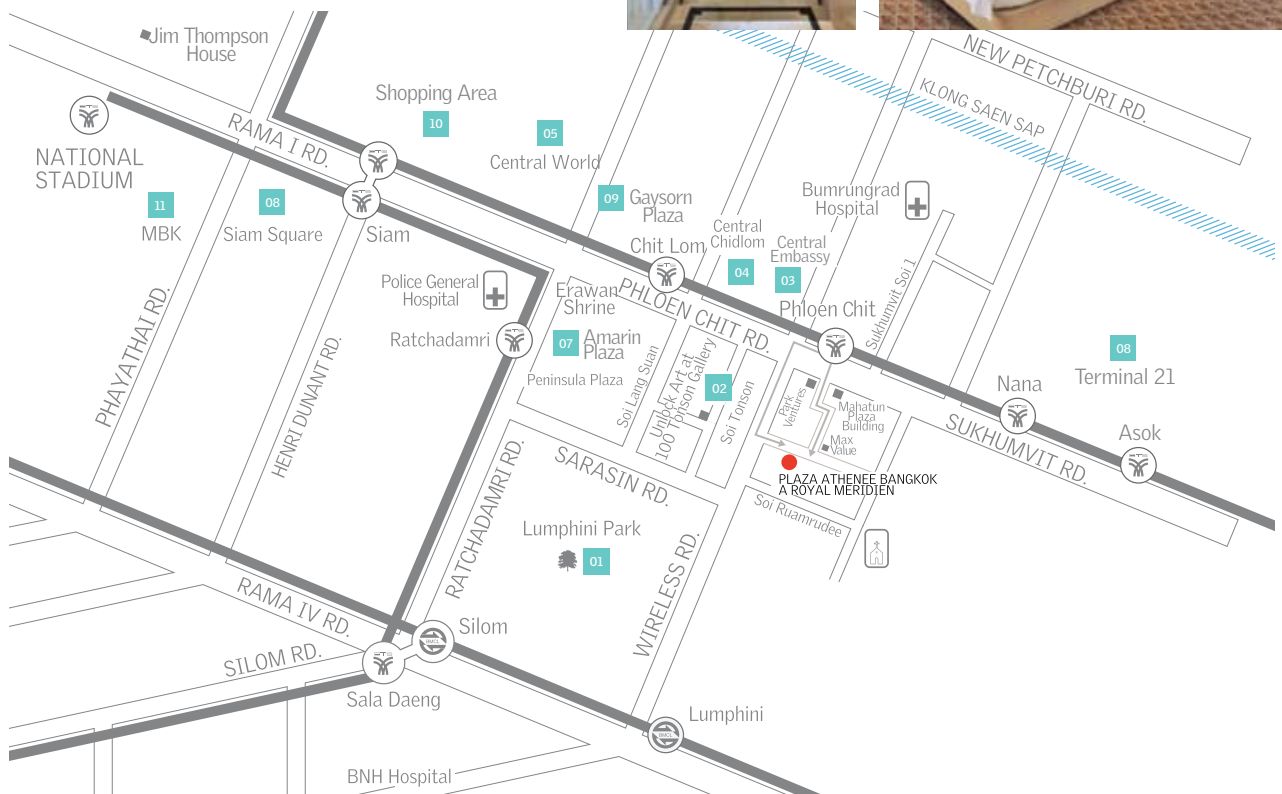 Jim Thompson
House
NEW PETCHBURI RD.
KLONG SAEN SAP
Shopping Area
10
05
Central World
RAMA I RD.
NATIONAL
STADIUM
11
MBK
08
Siam Square
Siam
09
Gaysorn
Plaza
Bumrungrad
Hospital
Central
Chidlom
04
Central
Embassy
03
Chit Lom
Phloen Chit
Police General
Hospital
Erawan
Shrine
PHLOEN CHIT RD.
Sukhumvit Soi 1
PHAYATHAI RD.
HENRI DUNANT RD.
Ratchadamri
07
Amarin
Plaza
Peninsula Plaza
Soi Lang Suan
Unlock Art at
100 Tonson Gallery
02
Soi Tonson
Park
Ventures
Mahatun
Plaza
Building
Max
Value
08
Terminal 21
Nana
Asok
SUKHUMVIT RD.
SARASIN RD.
PLAZA ATHENEE BANGKOK
A ROYAL MERIDIEN
Soi Ruamrudee
RATCHADAMRI RD.
Lumphini Park
01
WIRELESS RD.
RAMA IV RD.
Silom
BMCL
SILOM RD.
Sala Daeng
Lumphini
BMCL
BNH Hospital